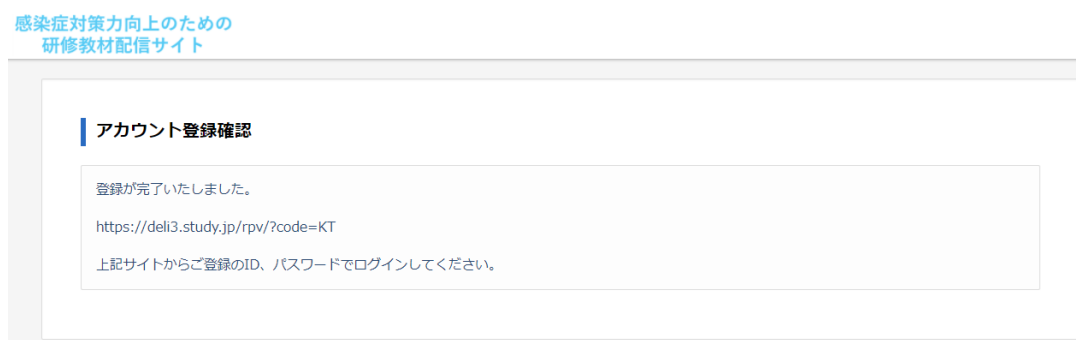 感染症対策力向上のための
研修教材配信サイト
アカウント登録確認
登録が完了いたしました。
https://deli3.study.jp/rpv/?code=KT
上記サイトからご登録のID、パスワードでログインしてください。